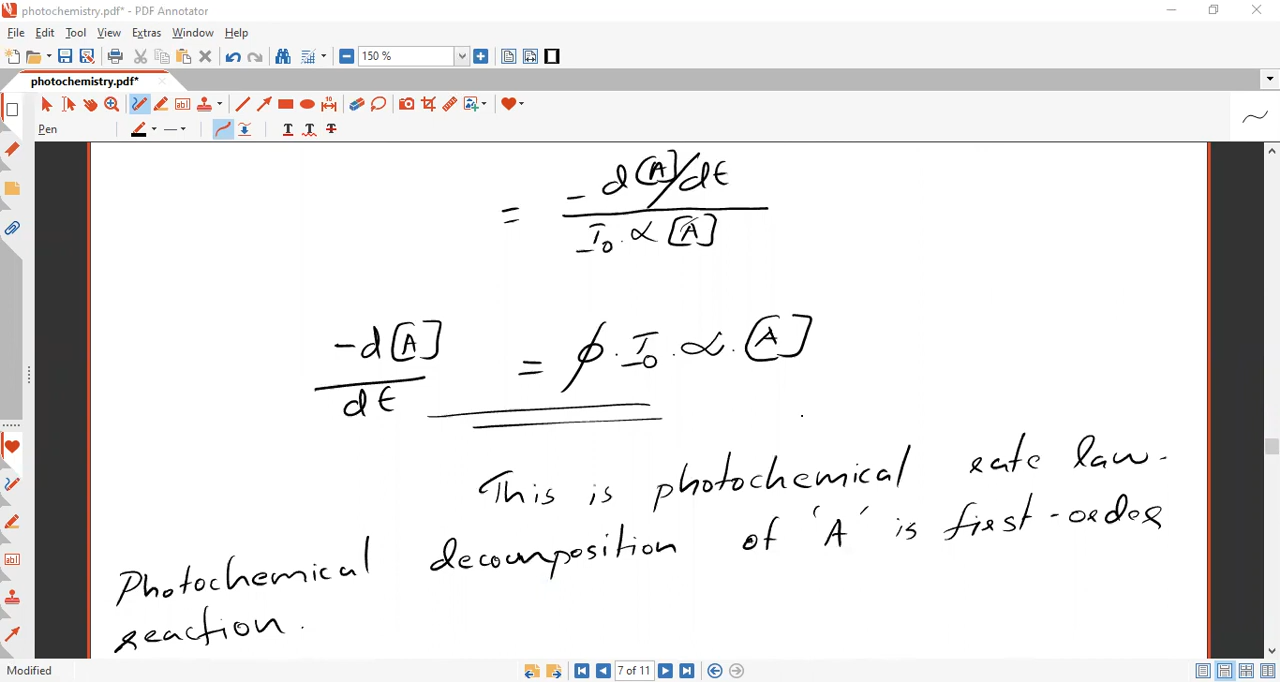 photochemistry.pdf* - PDF Annotator
File Edit Tool View Extras Window Help
150 %
photochemistry.pdf*
Pen
= -d[A]/dt / I₀·α[A]
-d[A]/dt = ϕ·I₀·α·[A]
This is photochemical rate law.
Photochemical decomposition of 'A' is first-order
reaction.
Modified
7 of 11